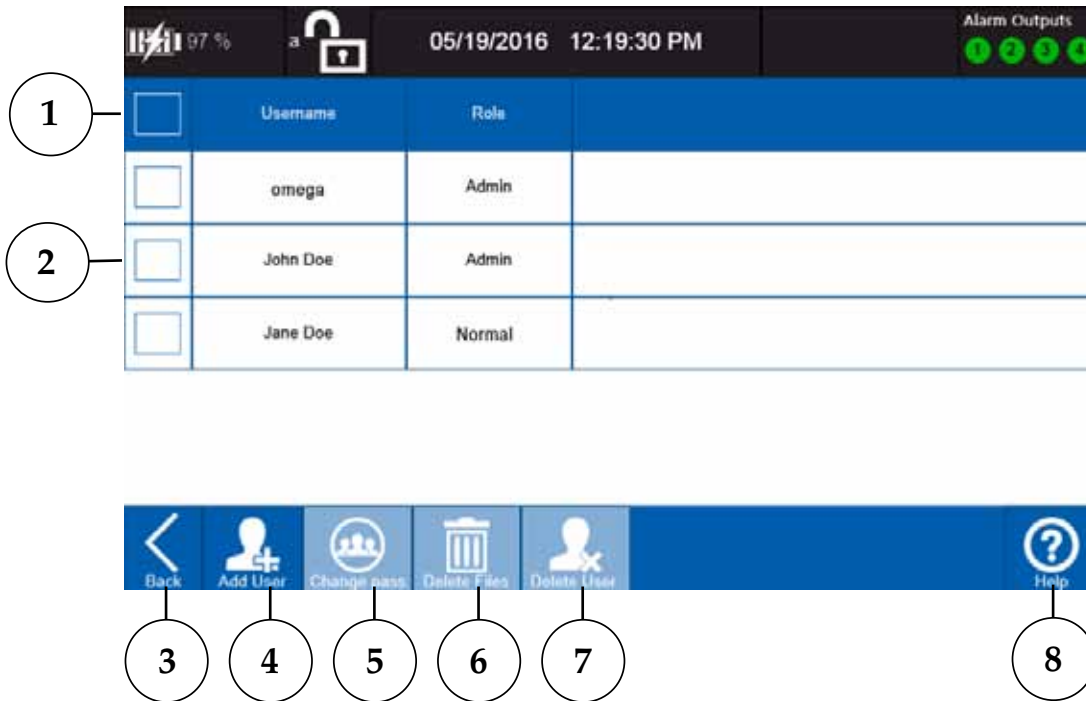 97 % a 05/19/2016 12:19:30 PM Alarm Outputs
1 2 3 4
1 Username Role
omega Admin
2 John Doe Admin
Jane Doe Normal
Back Add User Change pass Delete Files Delete User Help
3 4 5 6 7 8